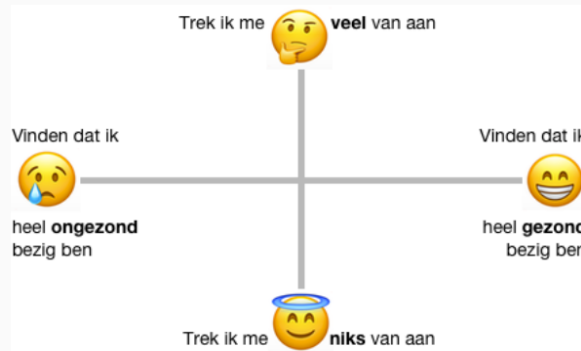 Trek ik me veel van aan
Vinden dat ik
Vinden dat ik
heel ongezond
bezig ben
heel gezond
bezig ben
Trek ik me niks van aan